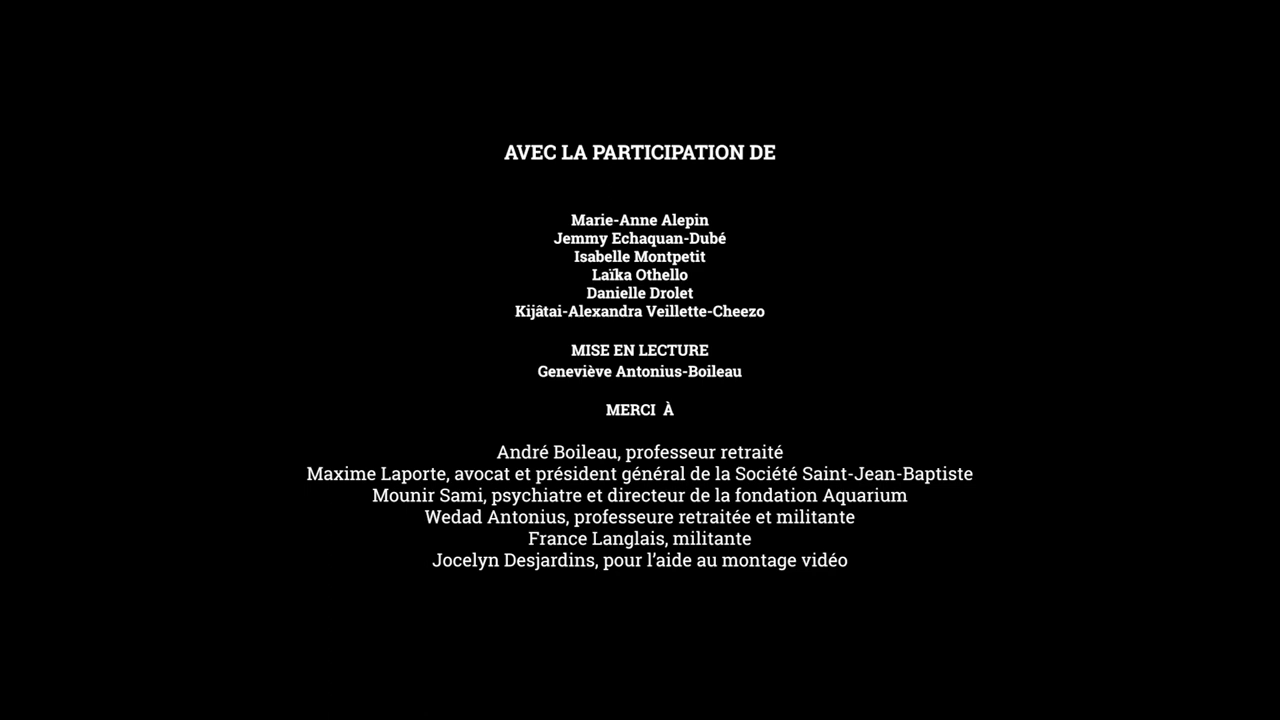 AVEC LA PARTICIPATION DE
Marie-Anne Alepin
Jemmy Echaquan-Dubé
Isabelle Montpetit
Laïka Othello
Danielle Drolet
Kijâtai-Alexandra Veillette-Cheezo
MISE EN LECTURE
Geneviève Antonius-Boileau
MERCI À
André Boileau, professeur retraité
Maxime Laporte, avocat et président général de la Société Saint-Jean-Baptiste
Mounir Sami, psychiatre et directeur de la fondation Aquarium
Wedad Antonius, professeure retraitée et militante
France Langlais, militante
Jocelyn Desjardins, pour l’aide au montage vidéo